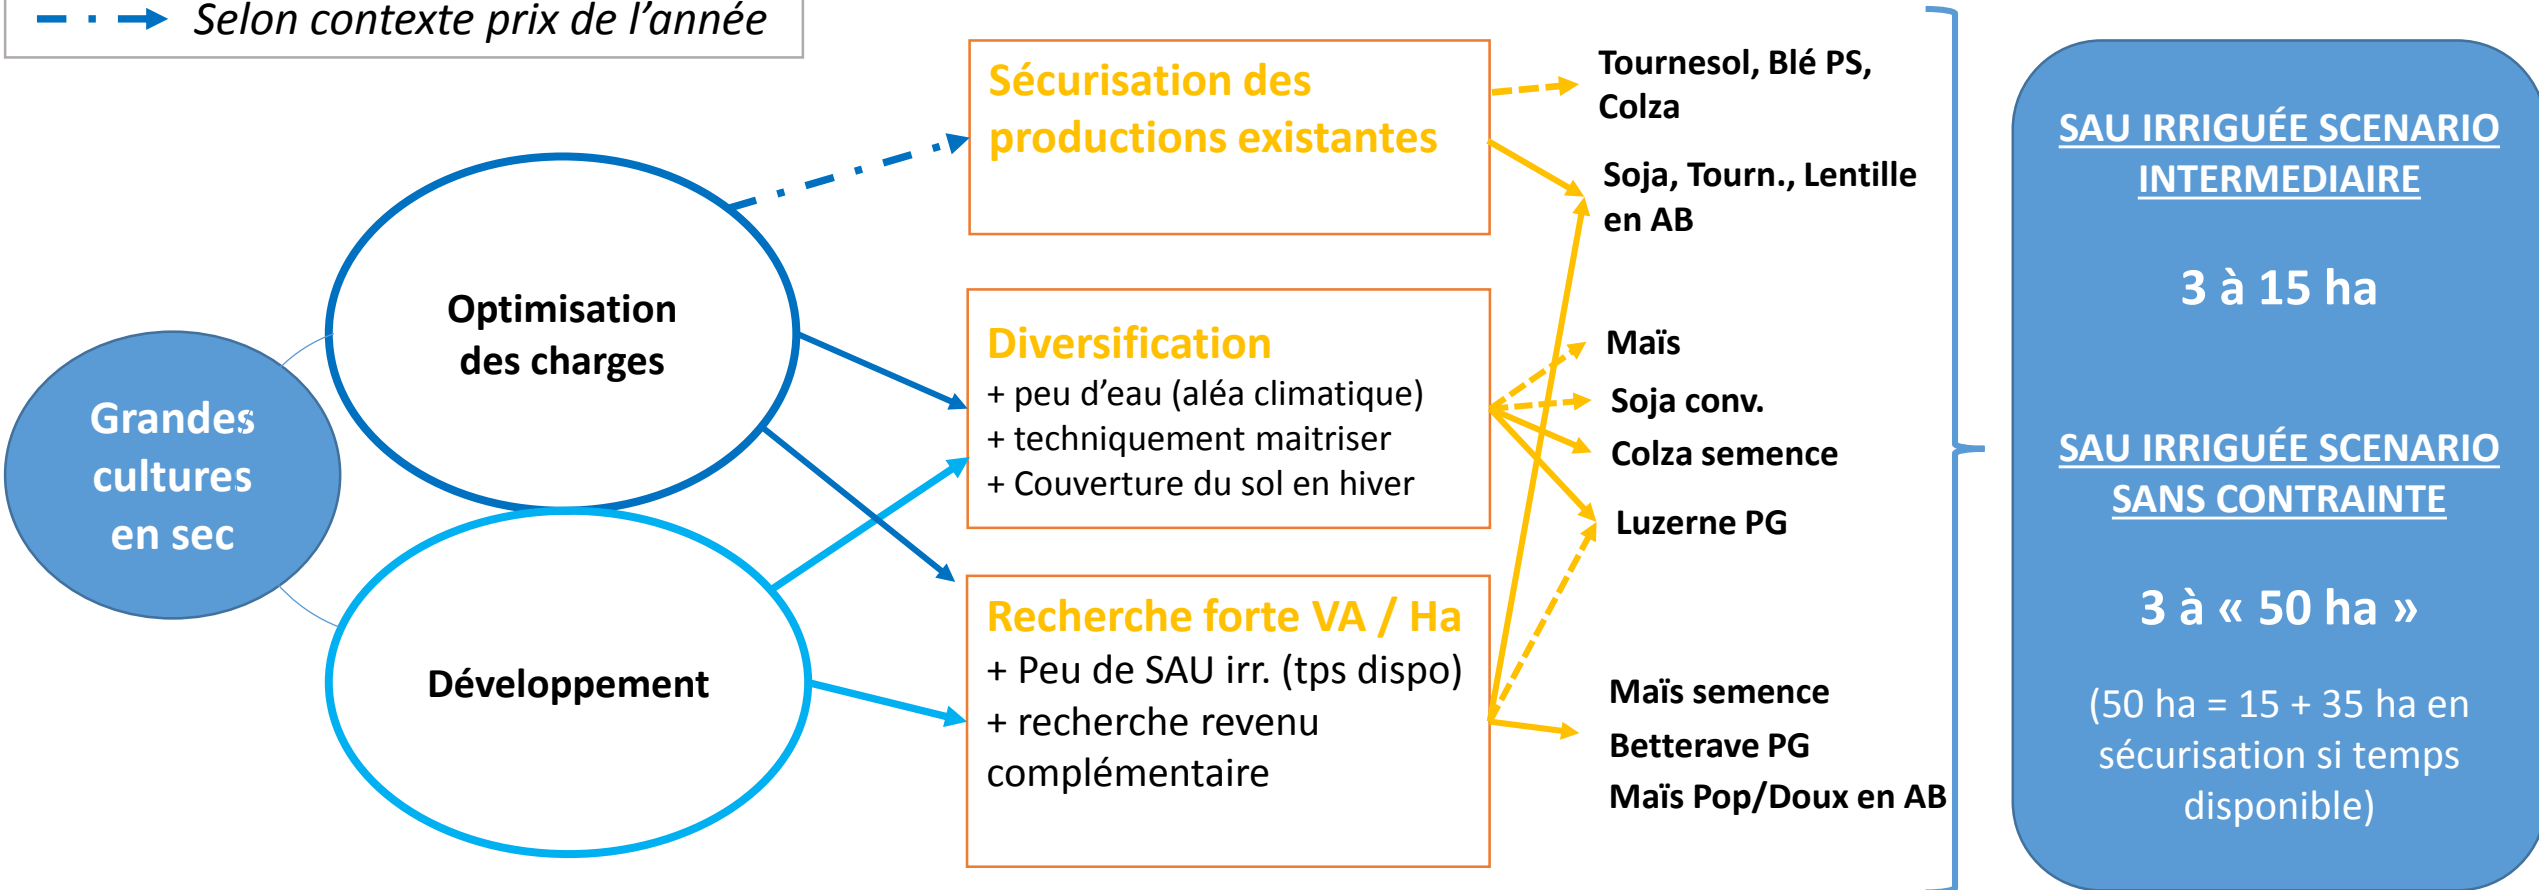 Selon contexte prix de l'année
Grandes
cultures
en sec
Optimisation
des charges
Développement
Sécurisation des
productions existantes
Diversification
+ peu d'eau (aléa climatique)
+ techniquement maitriser
+ Couverture du sol en hiver
Recherche forte VA / Ha
+ Peu de SAU irr. (tps dispo)
+ recherche revenu
complémentaire
Tournesol, Blé PS,
Colza
Soja, Tourn., Lentille
en AB
Maïs
Soja conv.
Colza semence
Luzerne PG
Maïs semence
Betterave PG
Maïs Pop/Doux en AB
SAU IRRIGUÉE SCENARIO
INTERMEDIAIRE
3 à 15 ha
SAU IRRIGUÉE SCENARIO
SANS CONTRAINTE
3 à « 50 ha »
(50 ha = 15 + 35 ha en
sécurisation si temps
disponible)